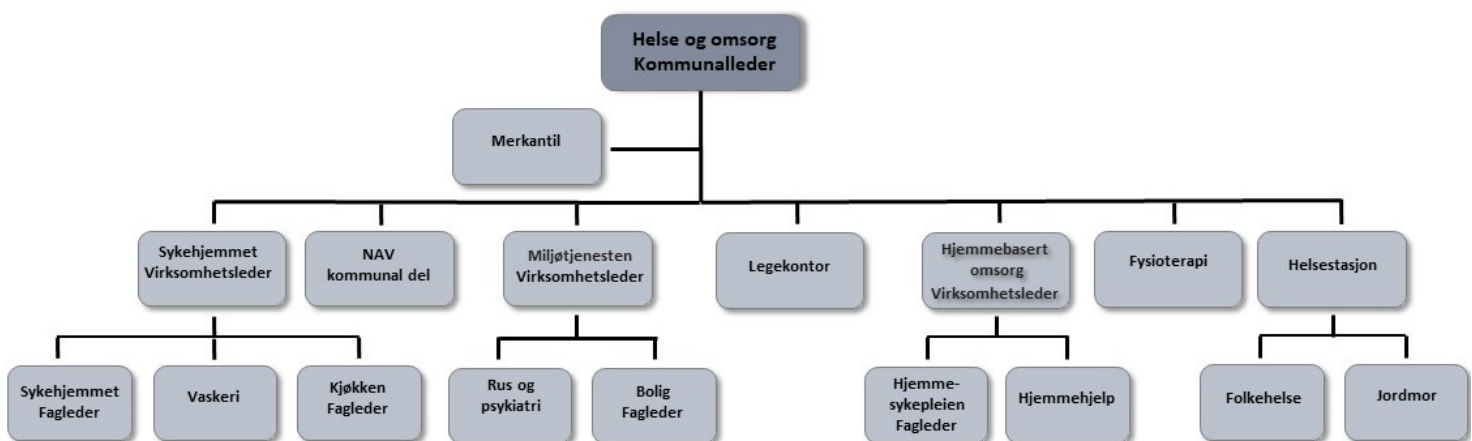 Helse og omsorg
Kommunalleder
Merkantil
Sykehjemmet
Virksomhetsleder
NAV
kommunal del
Miljøtjenesten
Virksomhetsleder
Legekontor
Hjemmebasert
omsorg
Virksomhetsleder
Fysioterapi
Helsestasjon
Sykehjemmet
Fagleder
Vaskeri
Kjøkken
Fagleder
Rus og
psykiatri
Bolig
Fagleder
Hjemme-
sykepleien
Fagleder
Hjemmehjelp
Folkehelse
Jordmor